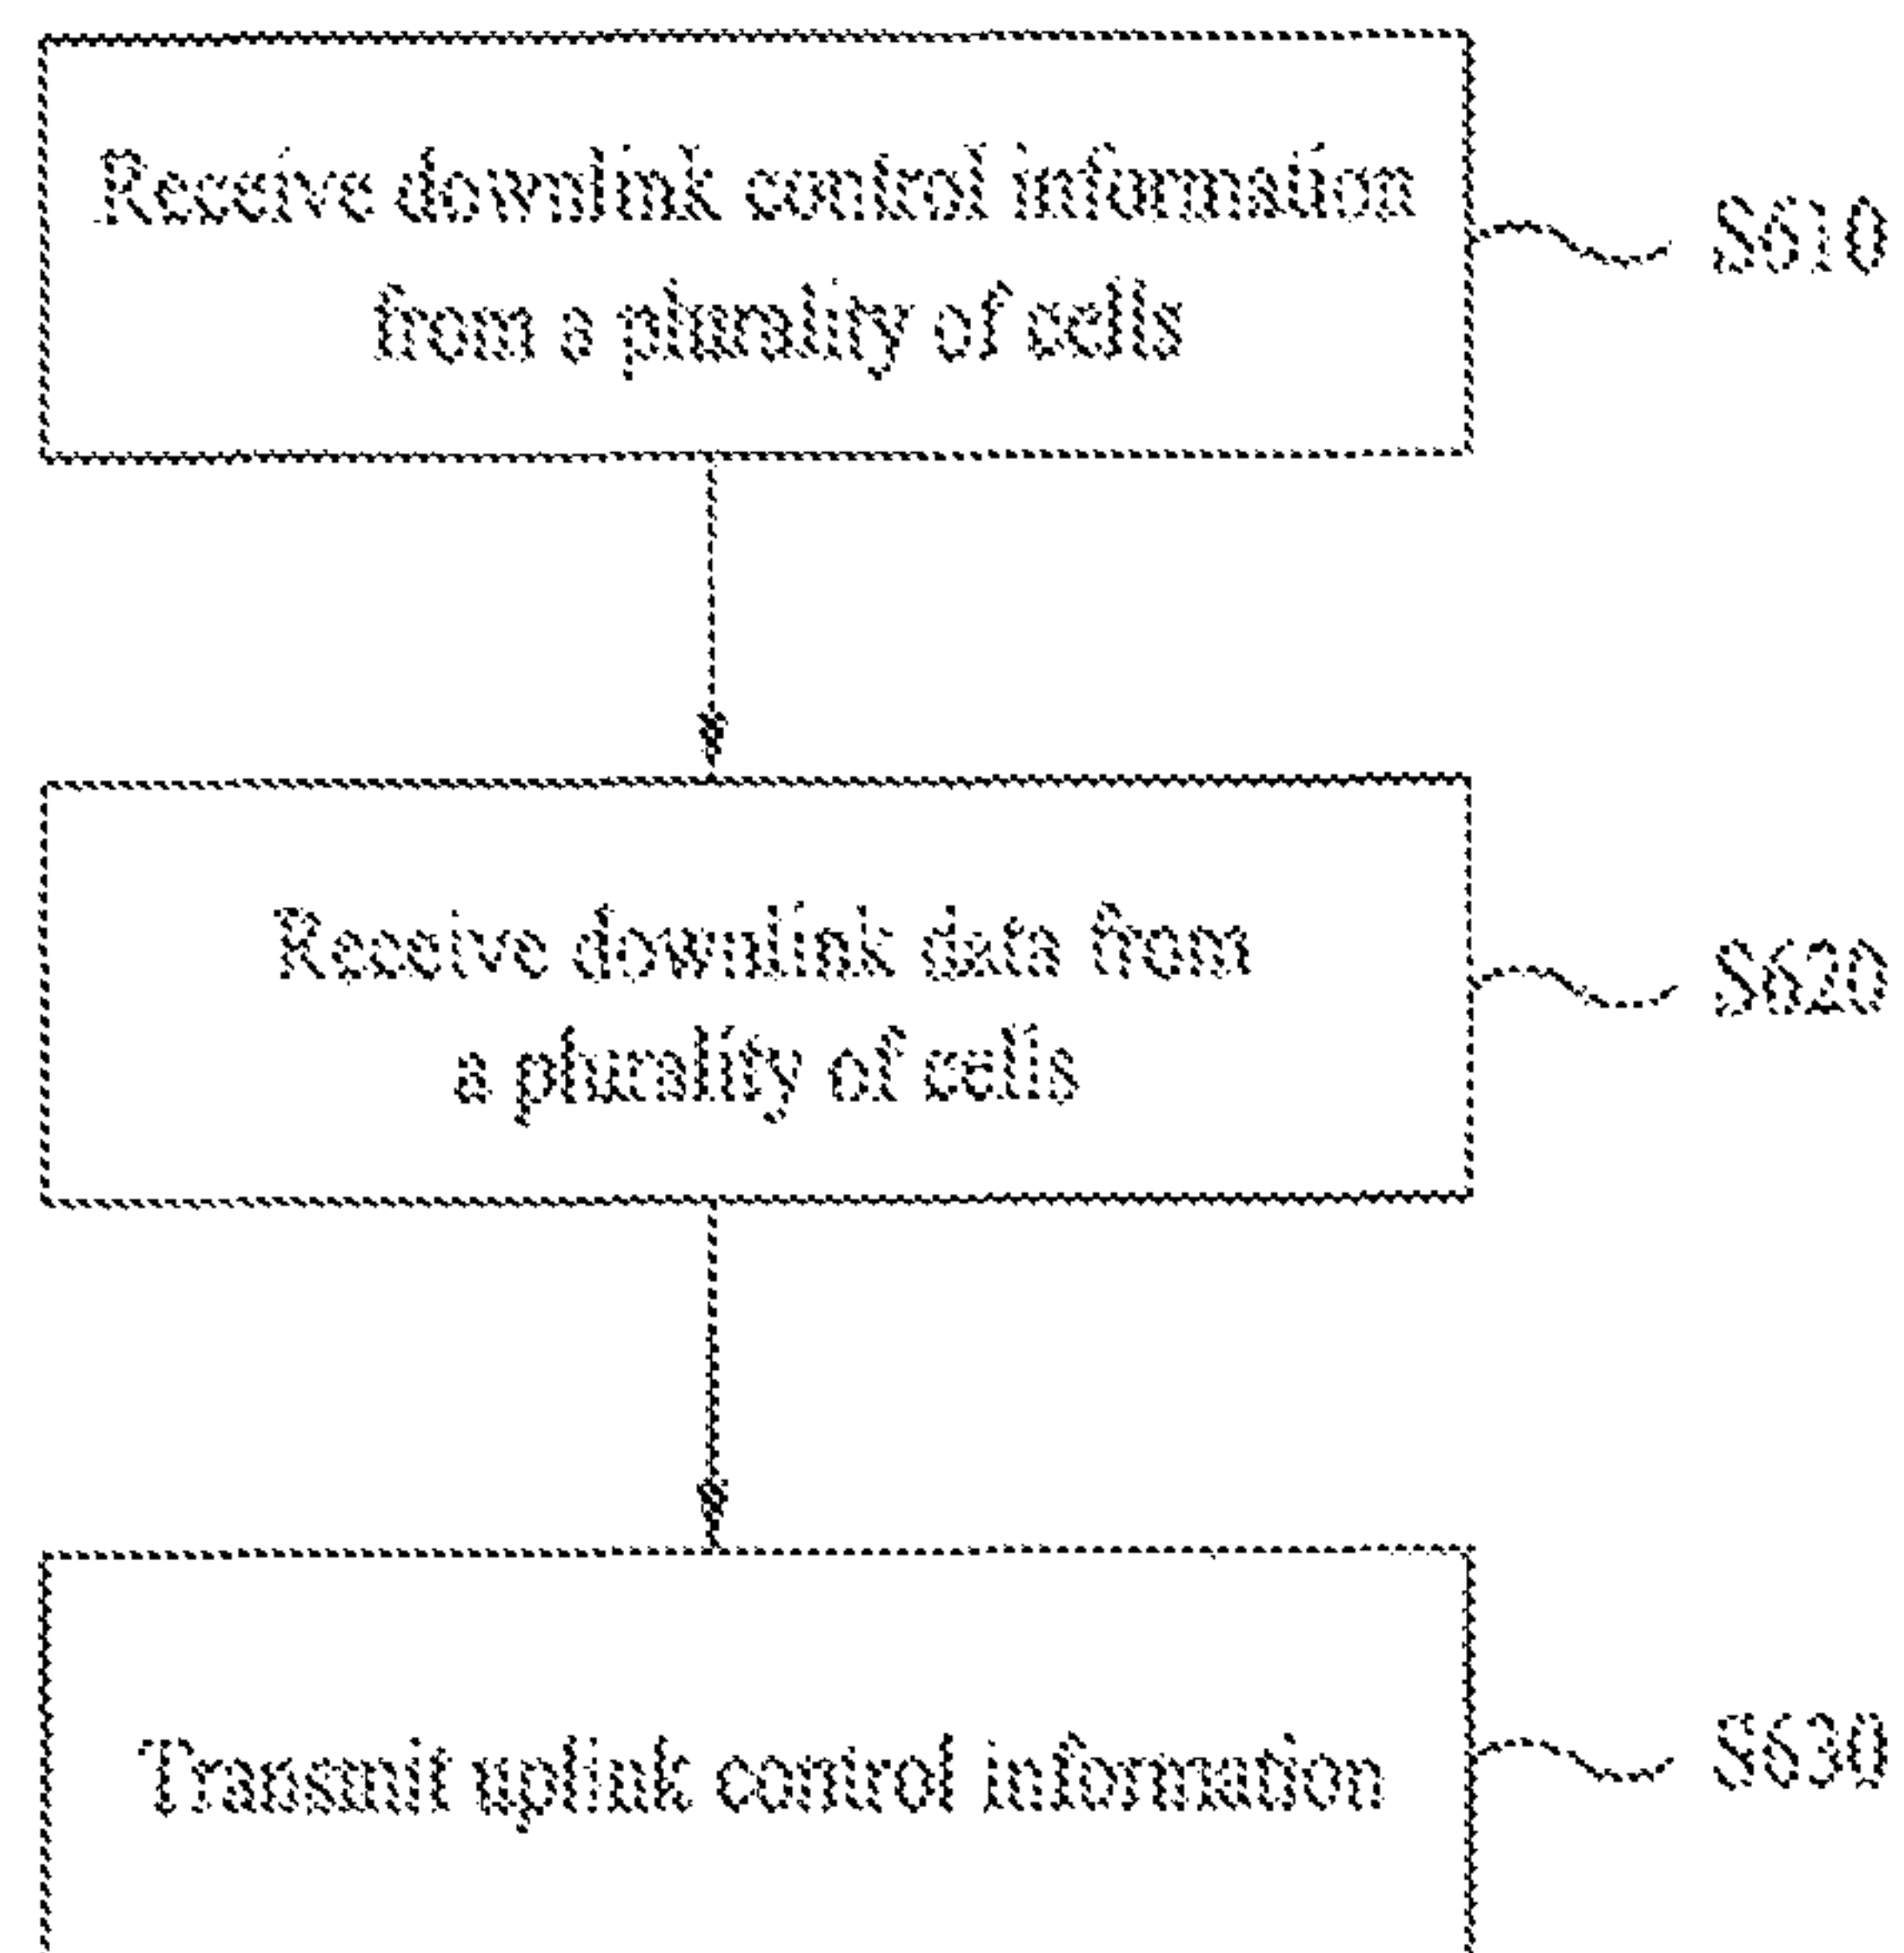 Receive downlink control information
from a plurality of cells
S610
Receive downlink data from
a plurality of cells
S620
Transmit uplink control information
S630